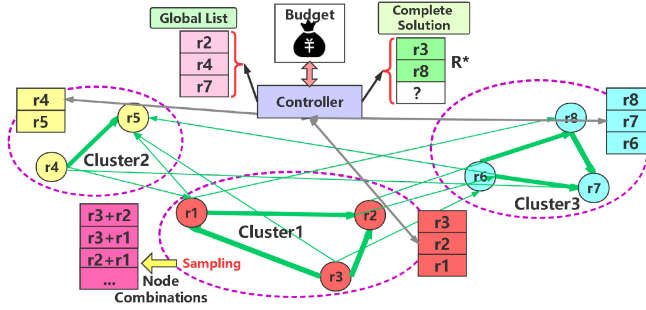 Global List
r2
r4
r7
Budget
¥
Complete
Solution
r3
r8
?
R*
Controller
r4
r5
r5
r4
Cluster2
r8
r7
r6
r8
r6
r7
Cluster3
r1
r2
r3
Cluster1
r3
r2
r1
r3+r2
r3+r1
r2+r1
...
Sampling
Node
Combinations